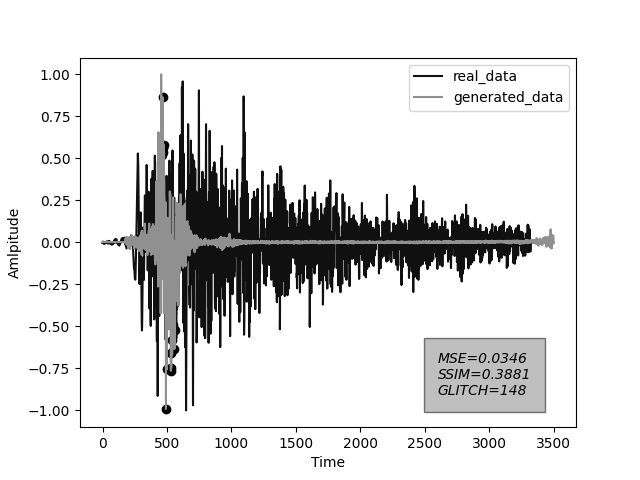 real_data
generated_data
1.00
0.75
0.50
0.25
0.00
−0.25
−0.50
−0.75
−1.00
Amlpitude
MSE=0.0346
SSIM=0.3881
GLITCH=148
0 500 1000 1500 2000 2500 3000 3500
Time